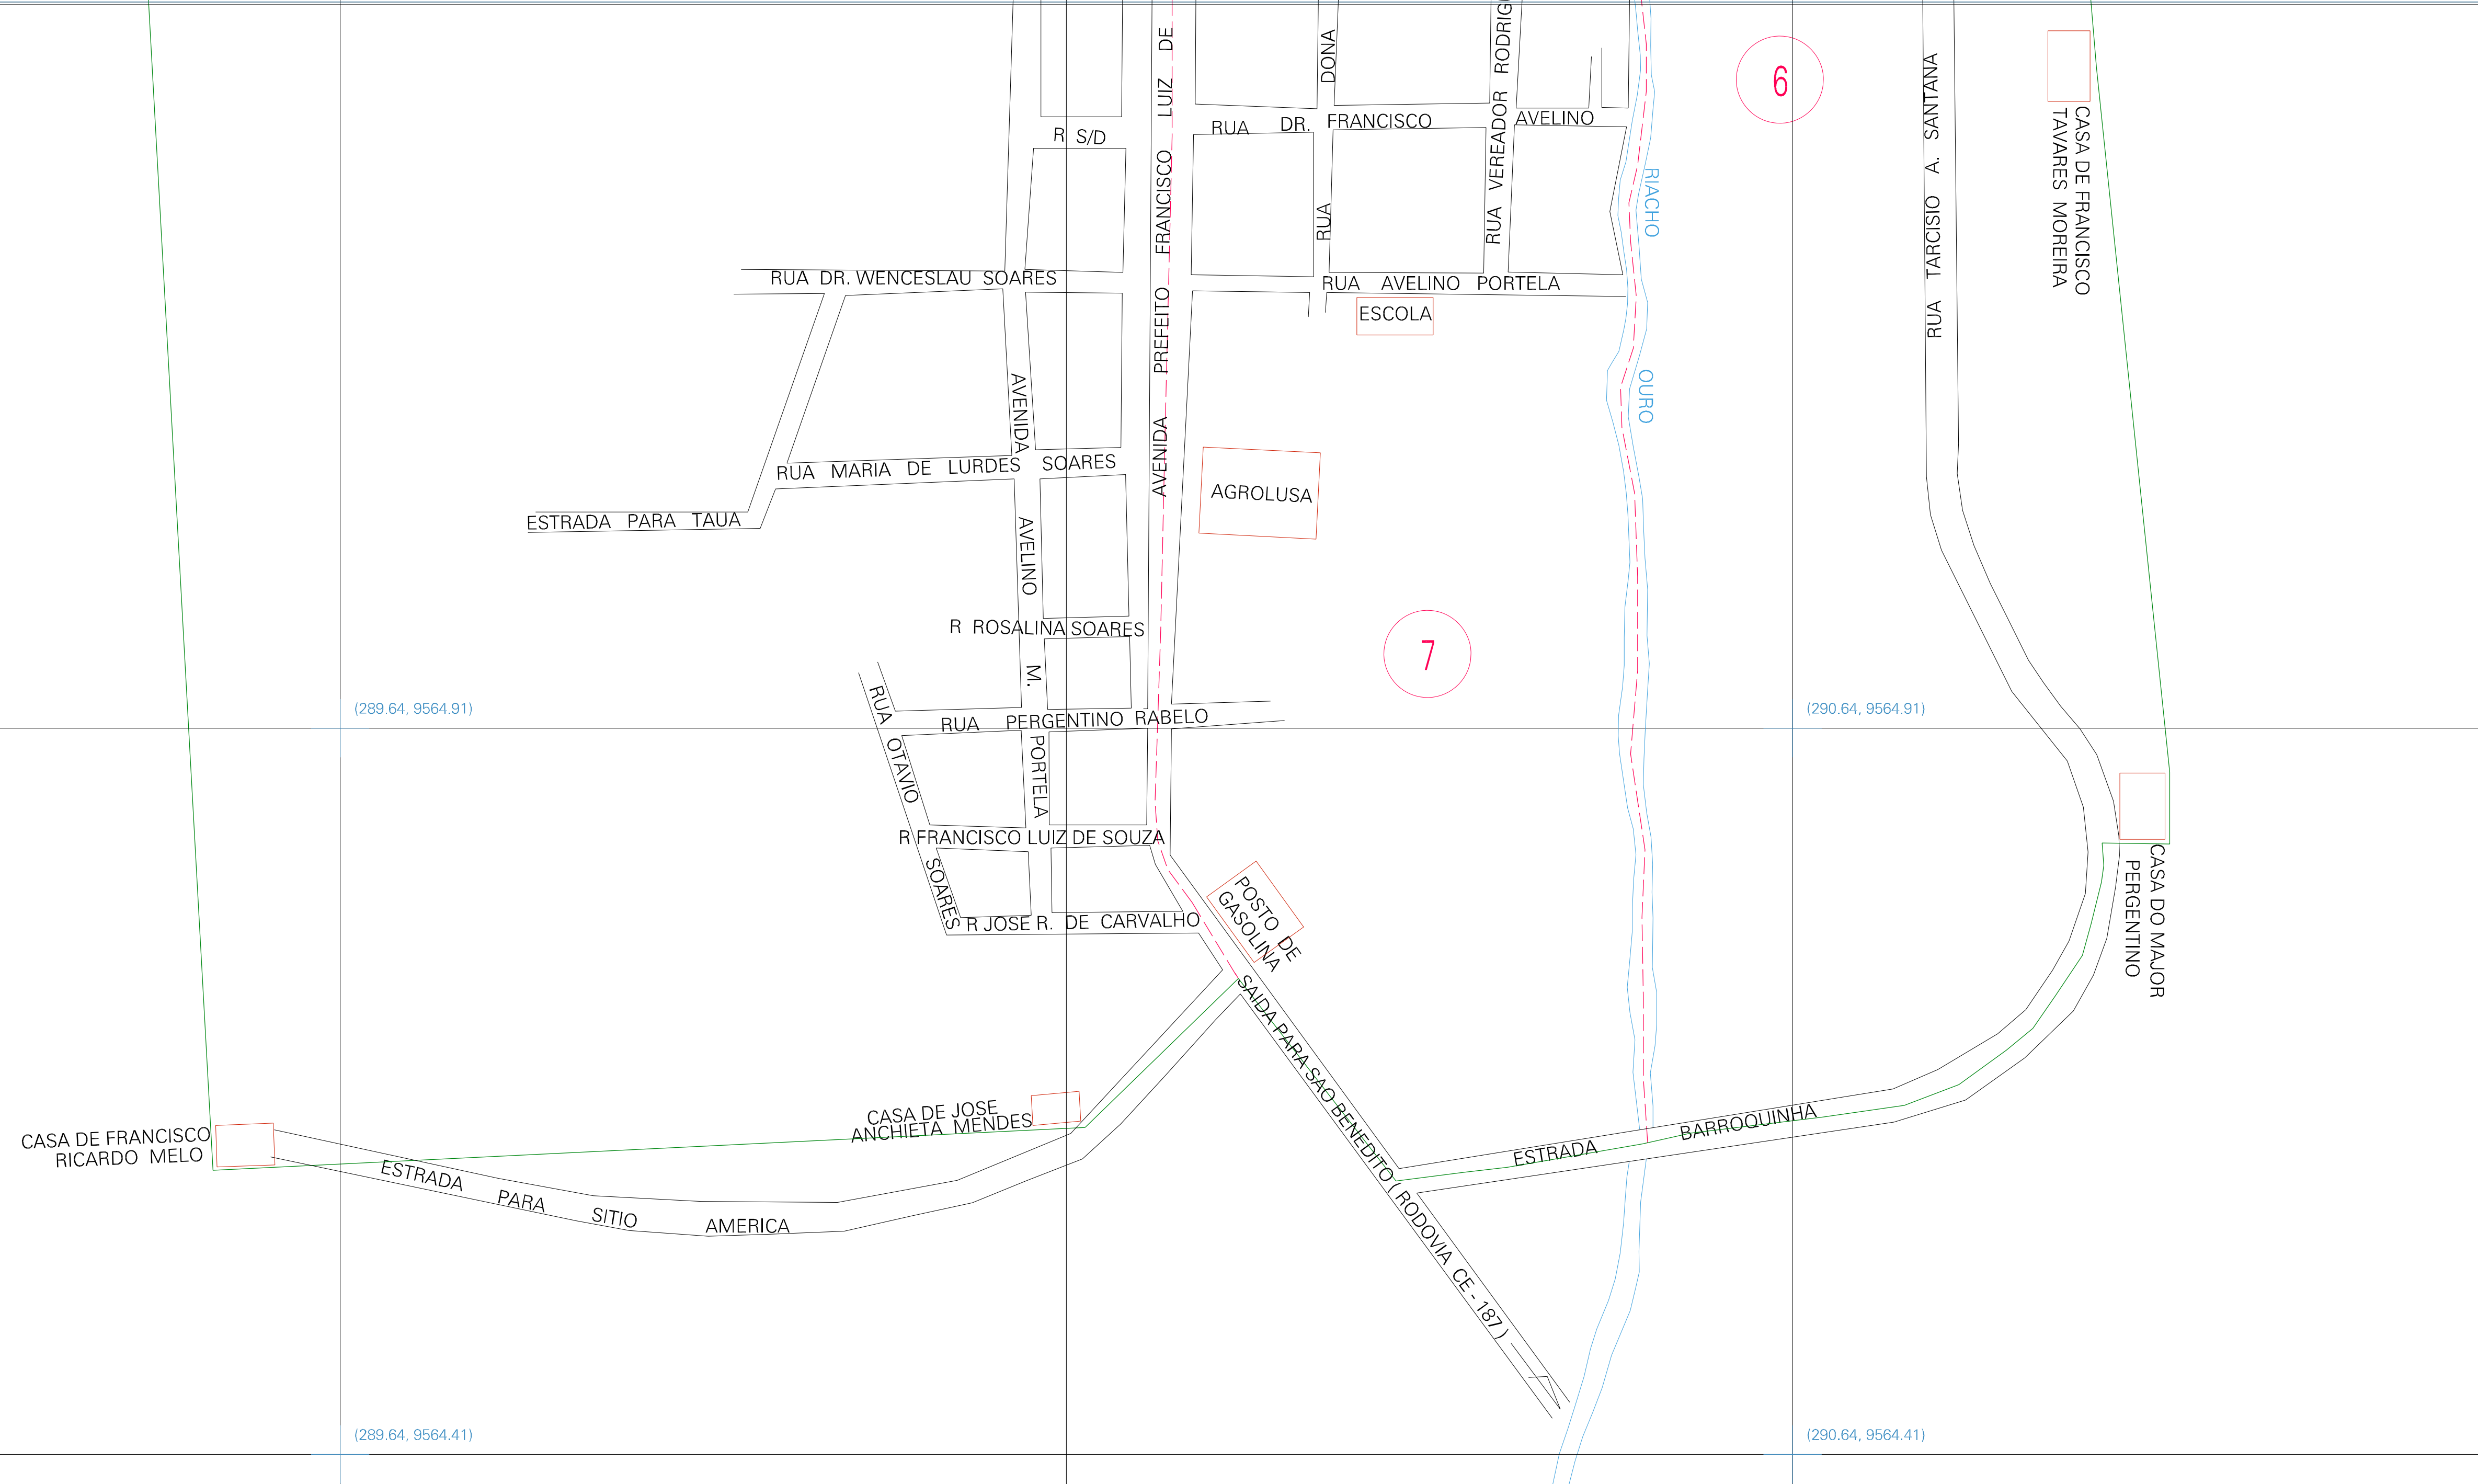 6
7
R S/D
RUA DR. FRANCISCO AVELINO
RUA DONA
RUA VEREADOR
AVENIDA PREFEITO FRANCISCO LUIZ DE
RIACHO OURO
RUA TARCISIO A. SANTANA
CASA DE FRANCISCO
TAVARES MOREIRA
RUA DR. WENCESLAU SOARES
RUA AVELINO PORTELA
ESCOLA
AVENIDA AVELINO M. PORTELA
RUA MARIA DE LURDES SOARES
ESTRADA PARA TAUA
AGROLUSA
R ROSALINA SOARES
RUA OTAVIO SOARES
RUA PERGENTINO RABELO
(289.64, 9564.91)
(290.64, 9564.91)
R FRANCISCO LUIZ DE SOUZA
R JOSE R. DE CARVALHO
POSTO DE
GASOLINA
CASA DO MAJOR
PERGENTINO
SAIDA PARA SAO BENEDITO ( RODOVIA CE - 187 )
CASA DE JOSE
ANCHIETA MENDES
CASA DE FRANCISCO
RICARDO MELO
ESTRADA PARA SITIO AMERICA
ESTRADA BARROQUINHA
(289.64, 9564.41)
(290.64, 9564.41)